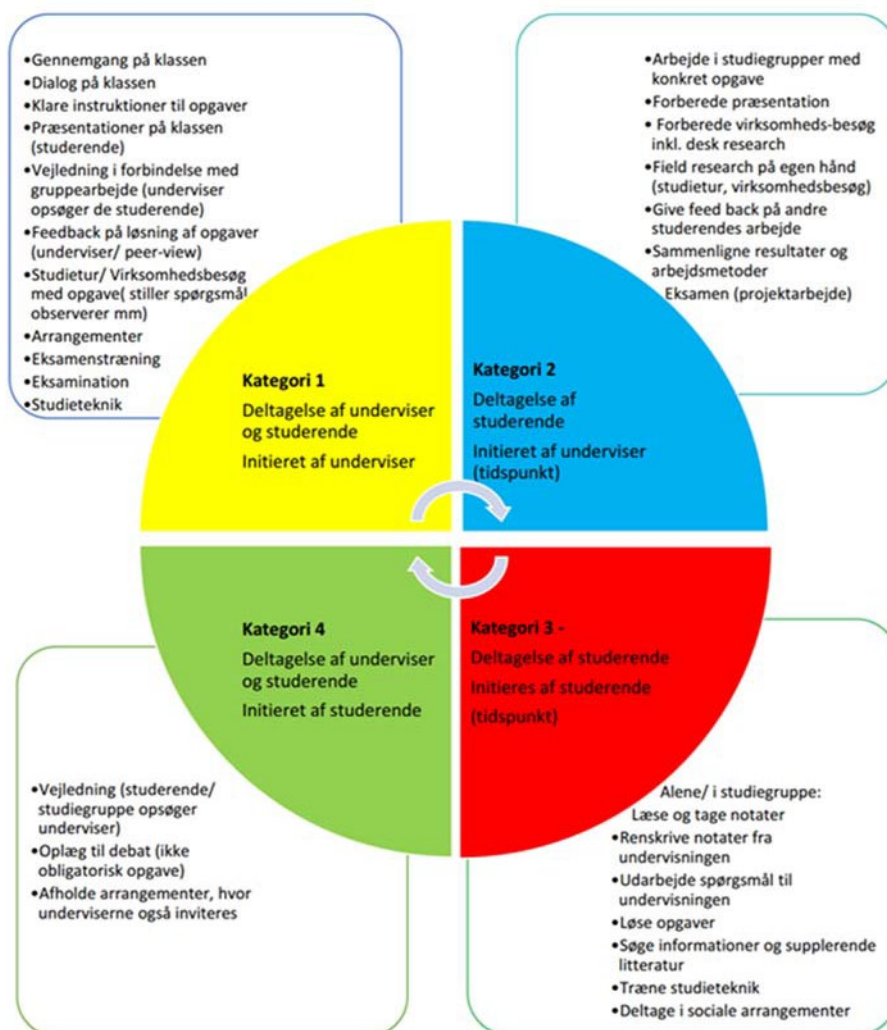 •Gennemgang på klassen
•Dialog på klassen
•Klare instruktioner til opgaver
•Præsentationer på klassen
(studerende)
•Vejledning i forbindelse med
gruppearbejde (underviser
opsøger de studerende)
•Feedback på løsning af opgaver
(underviser/ peer-view)
•Studietur/ Virksomhedsbesøg
med opgave( stiller spørgsmål
observerer mm)
•Arrangementer
•Eksamenstræning
•Eksamination
•Studieteknik
•Arbejde i studiegrupper med
konkret opgave
•Forberede præsentation
• Forberede virksomheds-besøg
inkl. desk research
•Field research på egen hånd
(studietur, virksomhedsbesøg)
•Give feed back på andre
studerendes arbejde
•Sammenligne resultater og
arbejdsmetoder
Eksamen (projektarbejde)
Kategori 1
Deltagelse af underviser
og studerende
Initieret af underviser
Kategori 2
Deltagelse af
studerende
Initieret af underviser
(tidspunkt)
Kategori 4
Deltagelse af underviser
og studerende
Initieret af studerende
Kategori 3 -
Deltagelse af studerende
Initieres af studerende
(tidspunkt)
•Vejledning (studerende/
studiegruppe opsøger
underviser)
•Oplæg til debat (ikke
obligatorisk opgave)
•Afholde arrangementer, hvor
underviserne også inviteres
Alene/ i studiegruppe:
Læse og tage notater
•Renskrive notater fra
undervisningen
•Udarbejde spørgsmål til
undervisningen
•Løse opgaver
•Søge informationer og supplerende
litteratur
•Træne studieteknik
•Deltage i sociale arrangementer